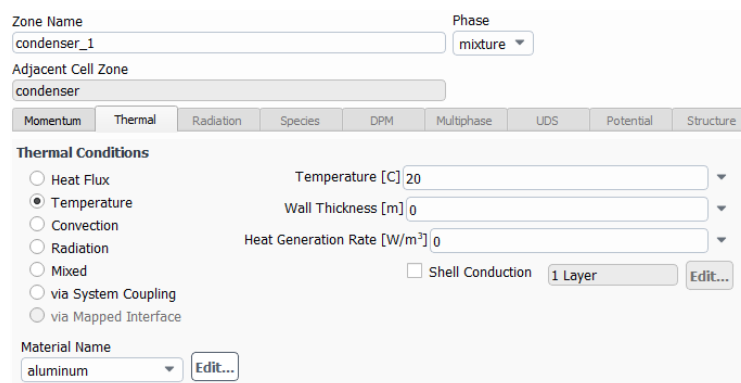 Zone Name
Phase
condenser_1
mixture
Adjacent Cell Zone
condenser
Momentum Thermal Radiation Species DPM Multiphase UDS Potential Structure
Thermal Conditions
Heat Flux
Temperature
Convection
Radiation
Mixed
via System Coupling
via Mapped Interface
Temperature [C] 20
Wall Thickness [m] 0
Heat Generation Rate [W/m³] 0
Shell Conduction 1 Layer Edit...
Material Name
aluminum Edit...